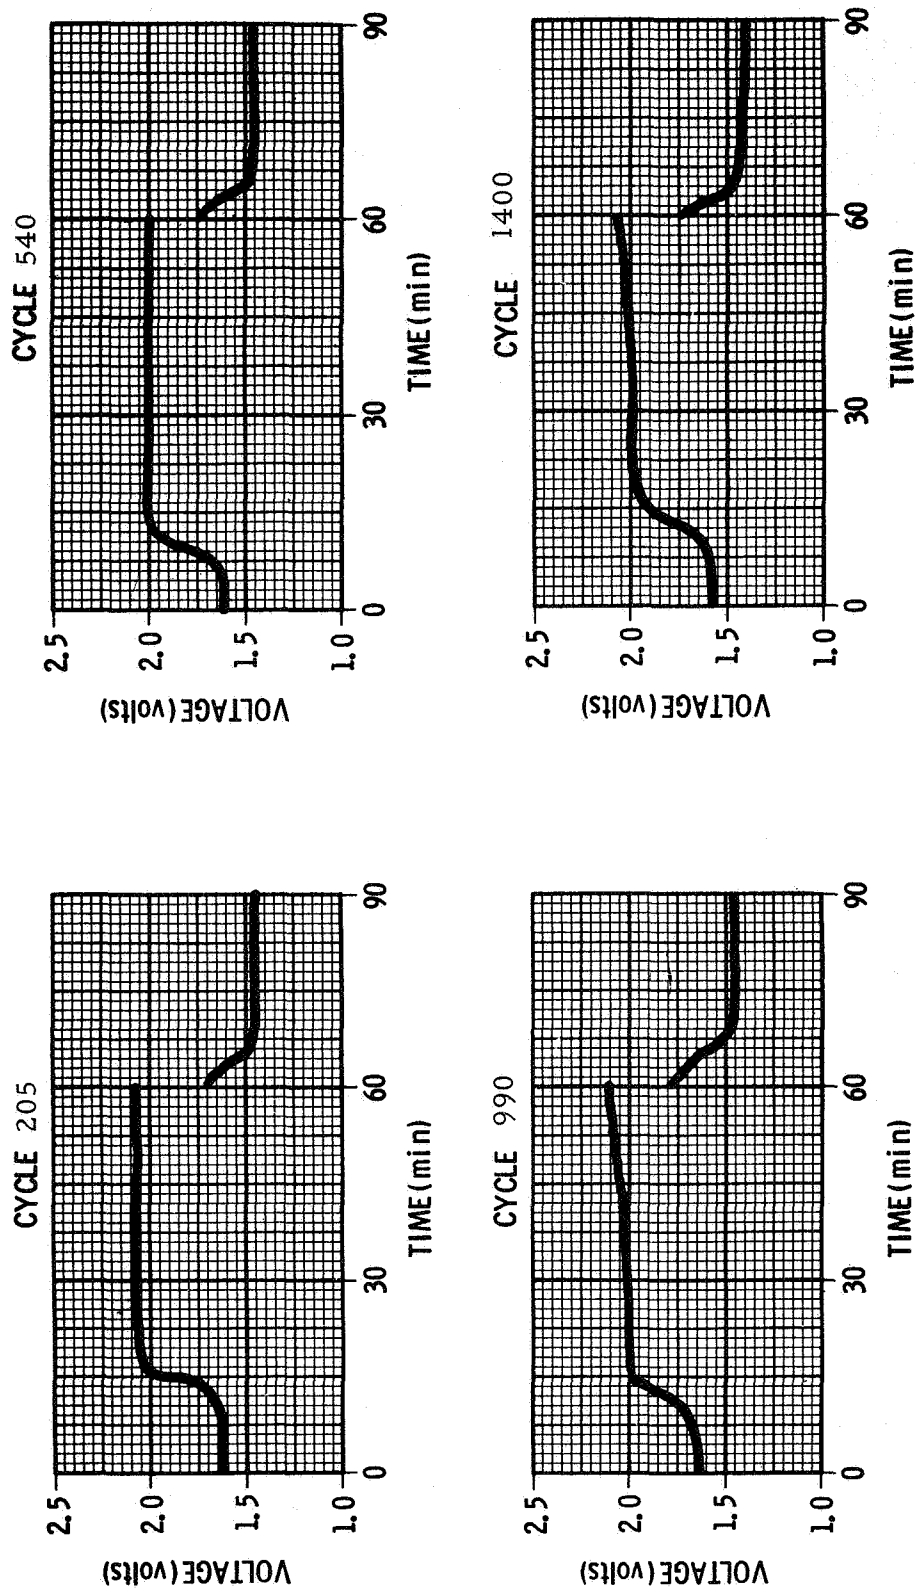 CYCLE 205
VOLTAGE (volts)
2.5
2.0
1.5
1.0
0
30
60
90
TIME (min)
CYCLE 540
VOLTAGE (volts)
2.5
2.0
1.5
1.0
0
30
60
90
TIME (min)
CYCLE 990
VOLTAGE (volts)
2.5
2.0
1.5
1.0
0
30
60
90
TIME (min)
CYCLE 1400
VOLTAGE (volts)
2.5
2.0
1.5
1.0
0
30
60
90
TIME (min)